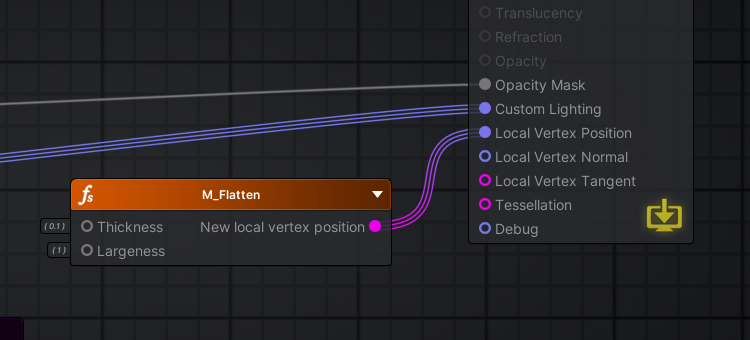 Translucency
Refraction
Opacity
Opacity Mask
Custom Lighting
Local Vertex Position
Local Vertex Normal
Local Vertex Tangent
Tessellation
Debug
fs M_Flatten
(0.1) Thickness New local vertex position
(1) Largeness